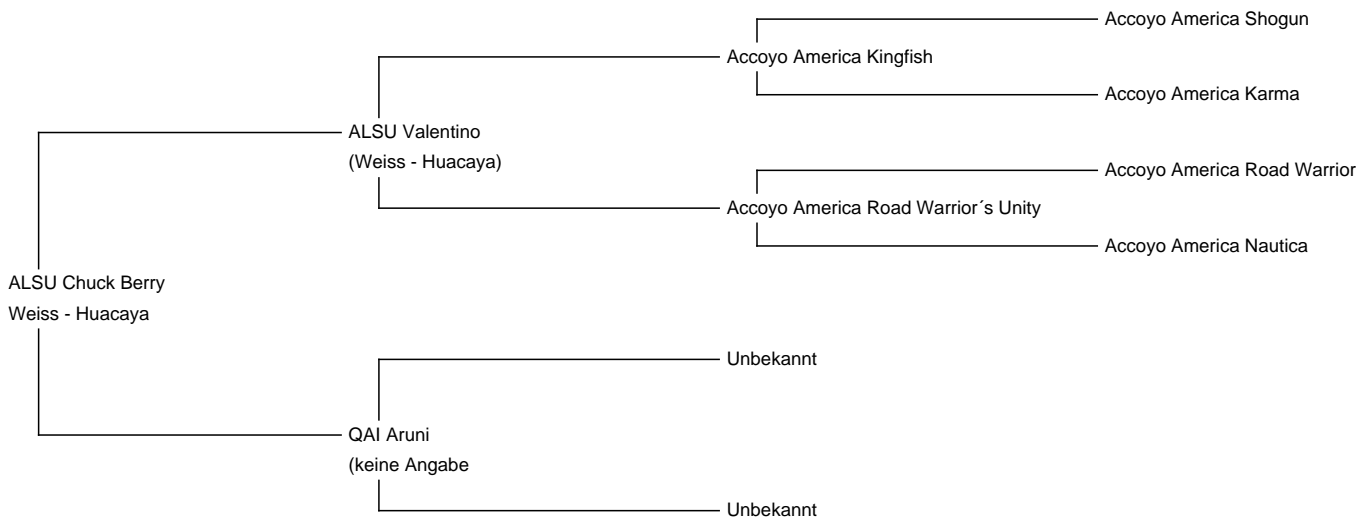 Accoyo America Shogun
Accoyo America Kingfish
Accoyo America Karma
ALSU Valentino
(Weiss - Huacaya)
Accoyo America Road Warrior
Accoyo America Road Warrior´s Unity
Accoyo America Nautica
ALSU Chuck Berry
Weiss - Huacaya
Unbekannt
QAI Aruni
(keine Angabe
Unbekannt